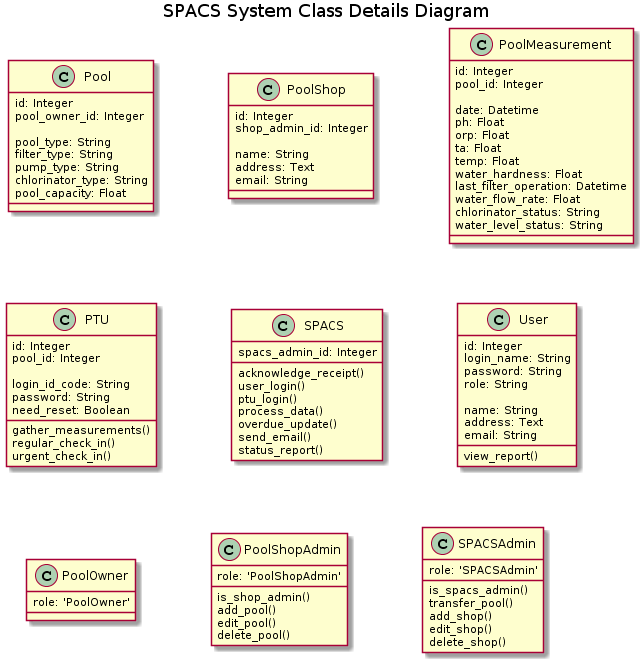 SPACS System Class Details Diagram
C Pool
id: Integer
pool_owner_id: Integer
pool_type: String
filter_type: String
pump_type: String
chlorinator_type: String
pool_capacity: Float
C PoolShop
id: Integer
shop_admin_id: Integer
name: String
address: Text
email: String
C PoolMeasurement
id: Integer
pool_id: Integer
date: Datetime
ph: Float
orp: Float
ta: Float
temp: Float
water_hardness: Float
last_filter_operation: Datetime
water_flow_rate: Float
chlorinator_status: String
water_level_status: String
C PTU
id: Integer
pool_id: Integer
login_id_code: String
password: String
need_reset: Boolean
gather_measurements()
regular_check_in()
urgent_check_in()
C SPACS
spacs_admin_id: Integer
acknowledge_receipt()
user_login()
ptu_login()
process_data()
overdue_update()
send_email()
status_report()
C User
id: Integer
login_name: String
password: String
role: String
name: String
address: Text
email: String
view_report()
C PoolOwner
role: 'PoolOwner'
C PoolShopAdmin
role: 'PoolShopAdmin'
is_shop_admin()
add_pool()
edit_pool()
delete_pool()
C SPACSAdmin
role: 'SPACSAdmin'
is_spacs_admin()
transfer_pool()
add_shop()
edit_shop()
delete_shop()